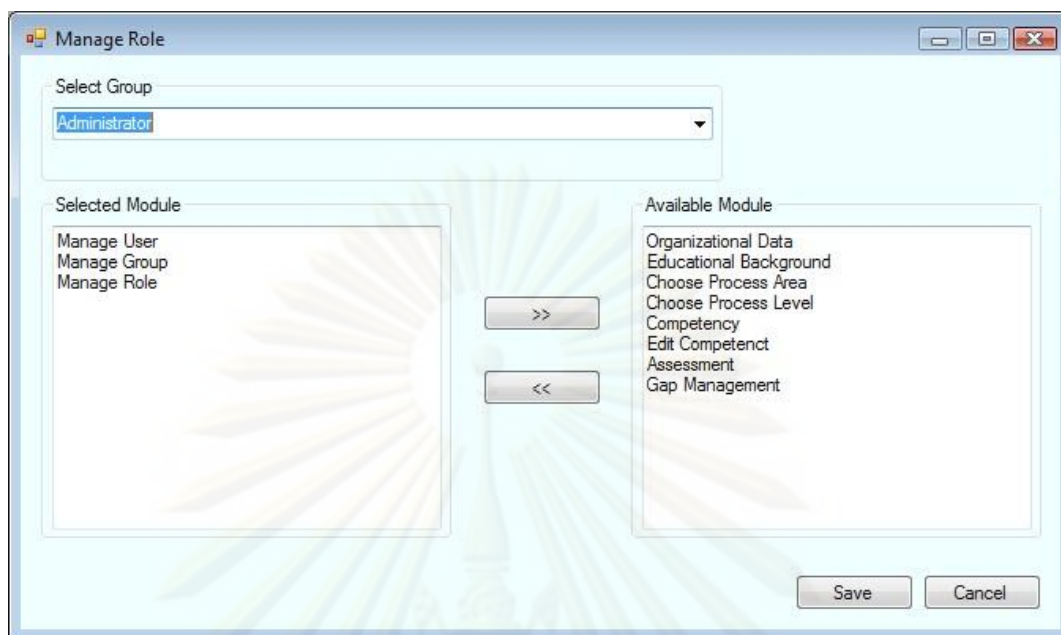 Manage Role
Select Group
Administrator
Selected Module
Manage User
Manage Group
Manage Role
>>
<<
Available Module
Organizational Data
Educational Background
Choose Process Area
Choose Process Level
Competency
Edit Competenct
Assessment
Gap Management
Save
Cancel